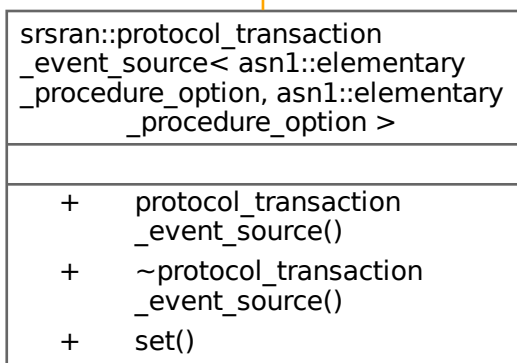 srsran::protocol_transaction
_event_source< asn1::elementary
_procedure_option, asn1::elementary
_procedure_option >
+ protocol_transaction
_event_source()
+ ~protocol_transaction
_event_source()
+ set()